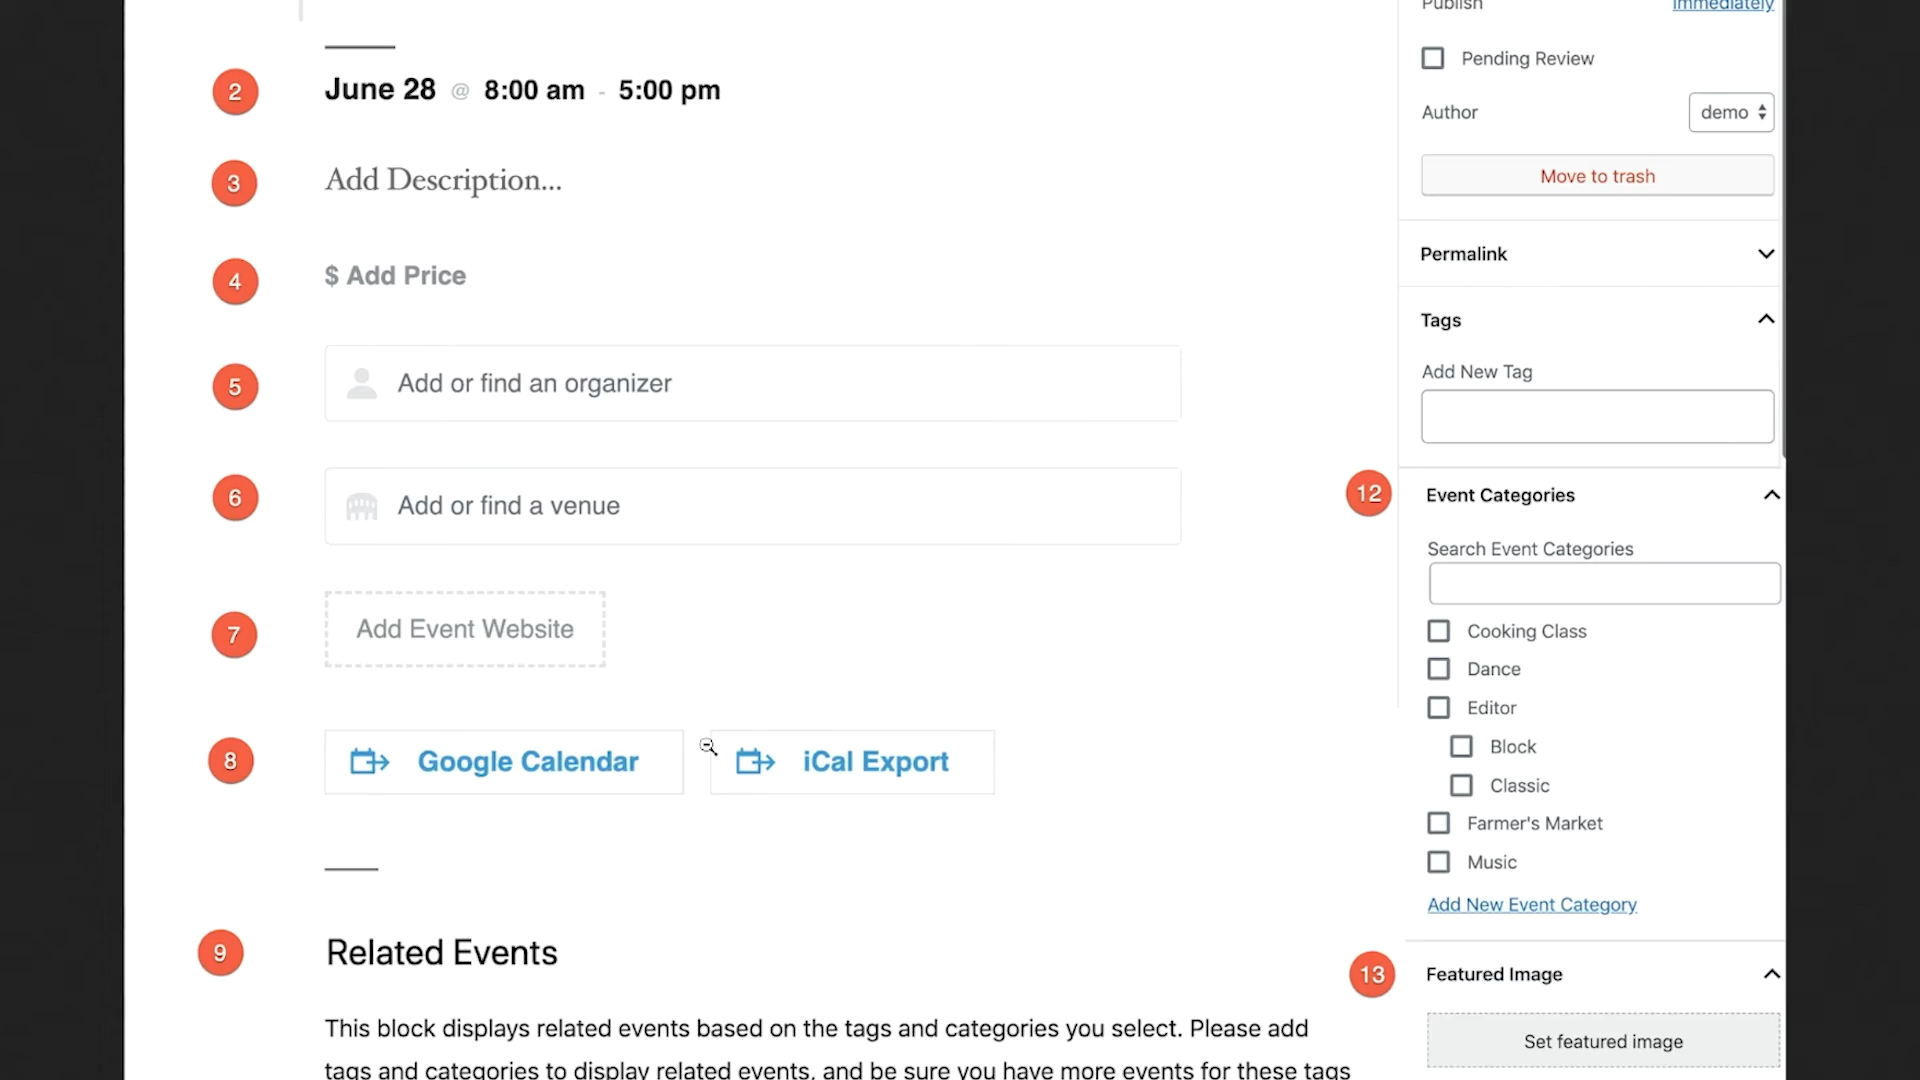 2
June 28 @ 8:00 am - 5:00 pm
3
Add Description...
4
$ Add Price
5
Add or find an organizer
6
Add or find a venue
7
Add Event Website
8
Google Calendar
iCal Export
9
Related Events
This block displays related events based on the tags and categories you select. Please add
tags and categories to display related events, and be sure you have more events for these tags
Publish
Immediately
Pending Review
Author
demo
Move to trash
Permalink
Tags
Add New Tag
12
Event Categories
Search Event Categories
Cooking Class
Dance
Editor
Block
Classic
Farmer's Market
Music
Add New Event Category
13
Featured Image
Set featured image